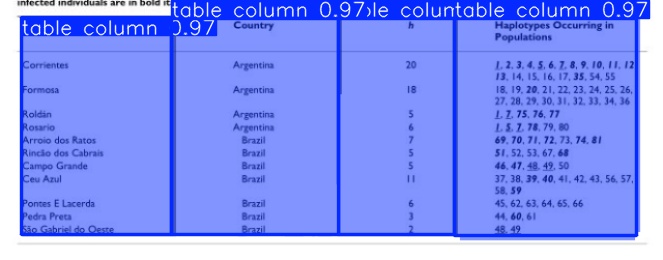 infected individuals are in bold it
table column 0.97 table column 0.97
table column 0.97
Country h Haplotypes Occurring in
Populations
Corrientes Argentina 20 1, 2, 3, 4, 5, 6, 7, 8, 9, 10, 11, 12
13, 14, 15, 16, 17, 35, 54, 55
Formosa Argentina 18 18, 19, 20, 21, 22, 23, 24, 25, 26,
27, 28, 29, 30, 31, 32, 33, 34, 36
Roldán Argentina 5 1, 7, 75, 76, 77
Rosario Argentina 6 1, 5, 7, 78, 79, 80
Arroio dos Ratos Brazil 7 69, 70, 71, 72, 73, 74, 81
Rincão dos Cabrais Brazil 5 51, 52, 53, 67, 68
Campo Grande Brazil 5 46, 47, 48, 49, 50
Ceu Azul Brazil 11 37, 38, 39, 40, 41, 42, 43, 56, 57,
58, 59
Pontes E Lacerda Brazil 6 45, 62, 63, 64, 65, 66
Pedra Preta Brazil 3 44, 60, 61
São Gabriel do Oeste Brazil 2 48, 49